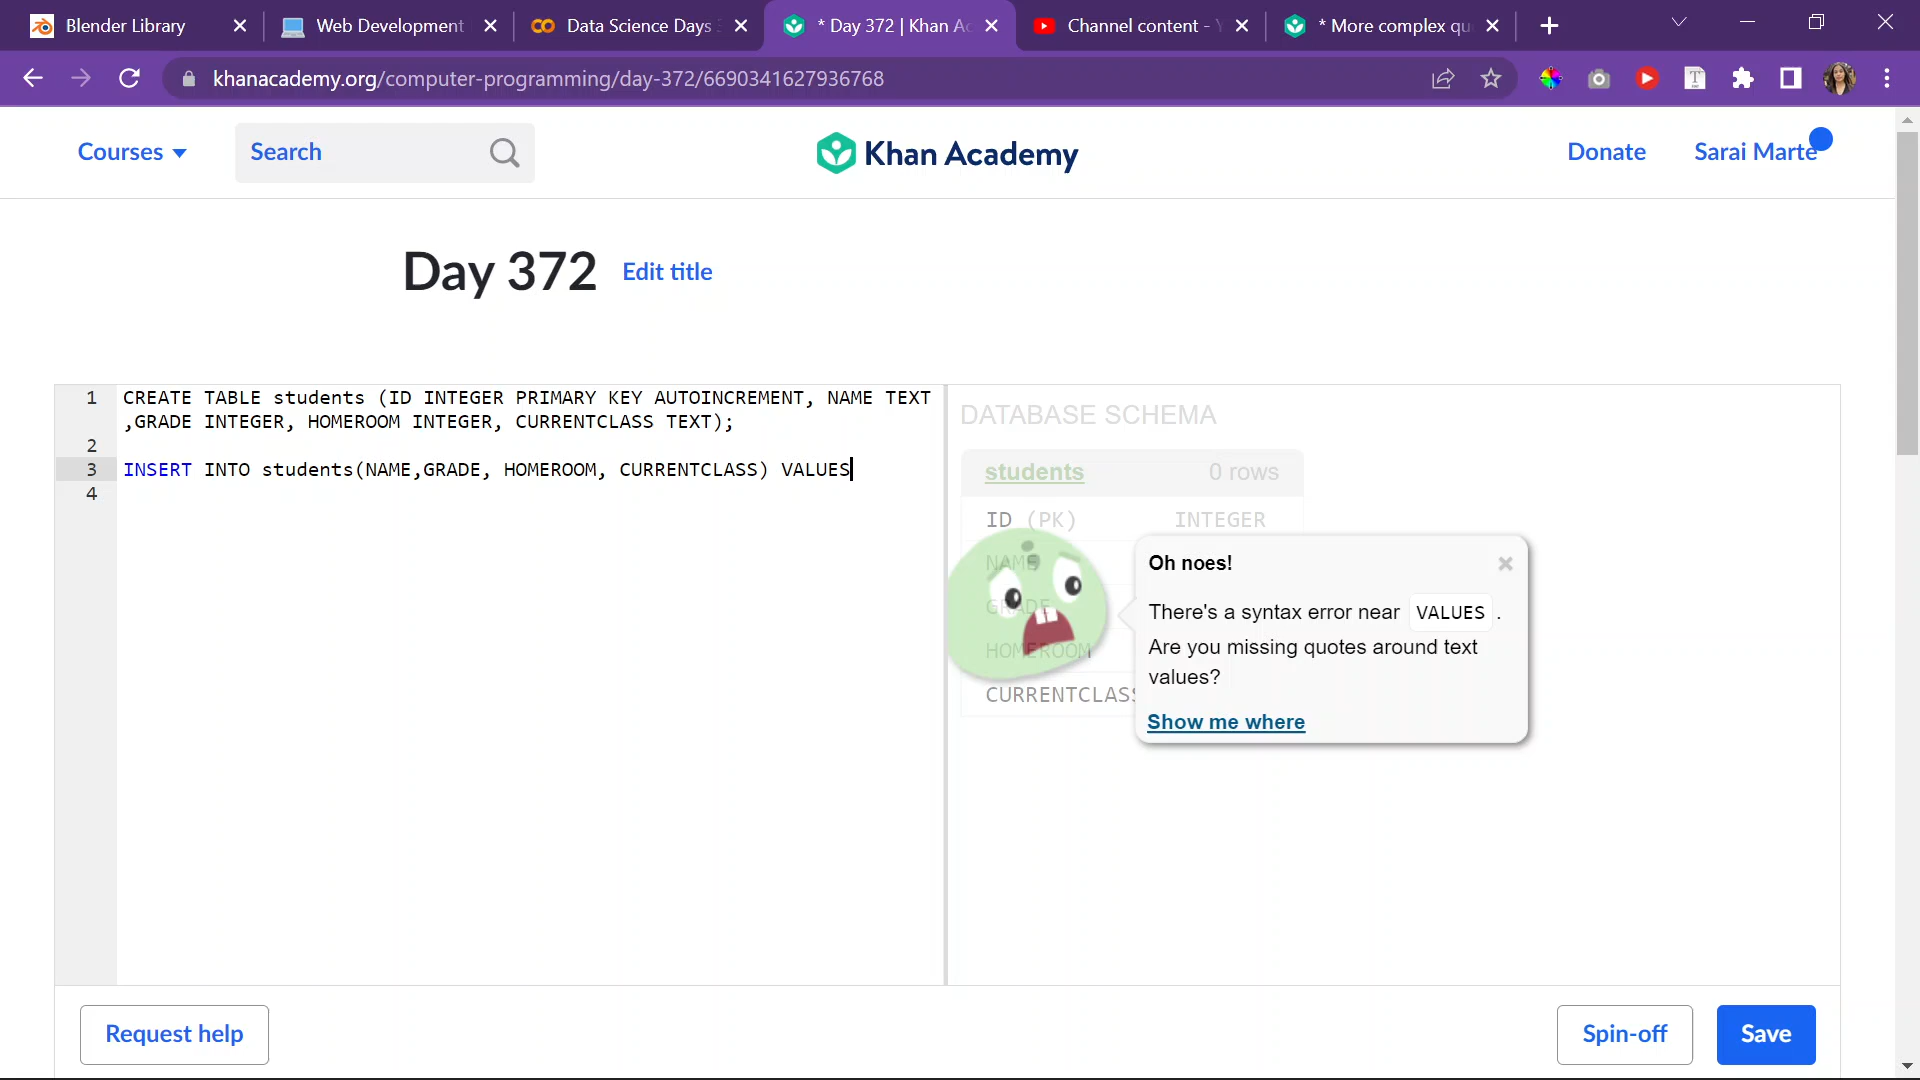 Blender Library
Web Development
Data Science Days
* Day 372 | Khan Ac
Channel content - Y
* More complex qu
khanacademy.org/computer-programming/day-372/6690341627936768
Courses
Search
Khan Academy
Donate
Sarai Marte
Day 372
Edit title
1 CREATE TABLE students (ID INTEGER PRIMARY KEY AUTOINCREMENT, NAME TEXT
,GRADE INTEGER, HOMEROOM INTEGER, CURRENTCLASS TEXT);
2
3 INSERT INTO students(NAME,GRADE, HOMEROOM, CURRENTCLASS) VALUES
4
DATABASE SCHEMA
students 0 rows
ID (PK) INTEGER
NAME
GRADE
HOMEROOM
CURRENTCLASS
Oh noes!
There's a syntax error near VALUES .
Are you missing quotes around text
values?
Show me where
Request help
Spin-off
Save